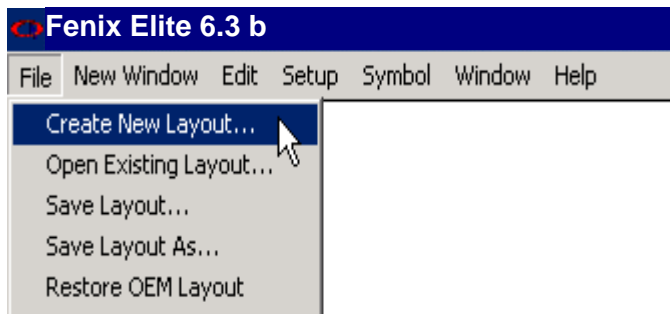 Fenix Elite 6.3 b
File New Window Edit Setup Symbol Window Help
Create New Layout...
Open Existing Layout...
Save Layout...
Save Layout As...
Restore OEM Layout